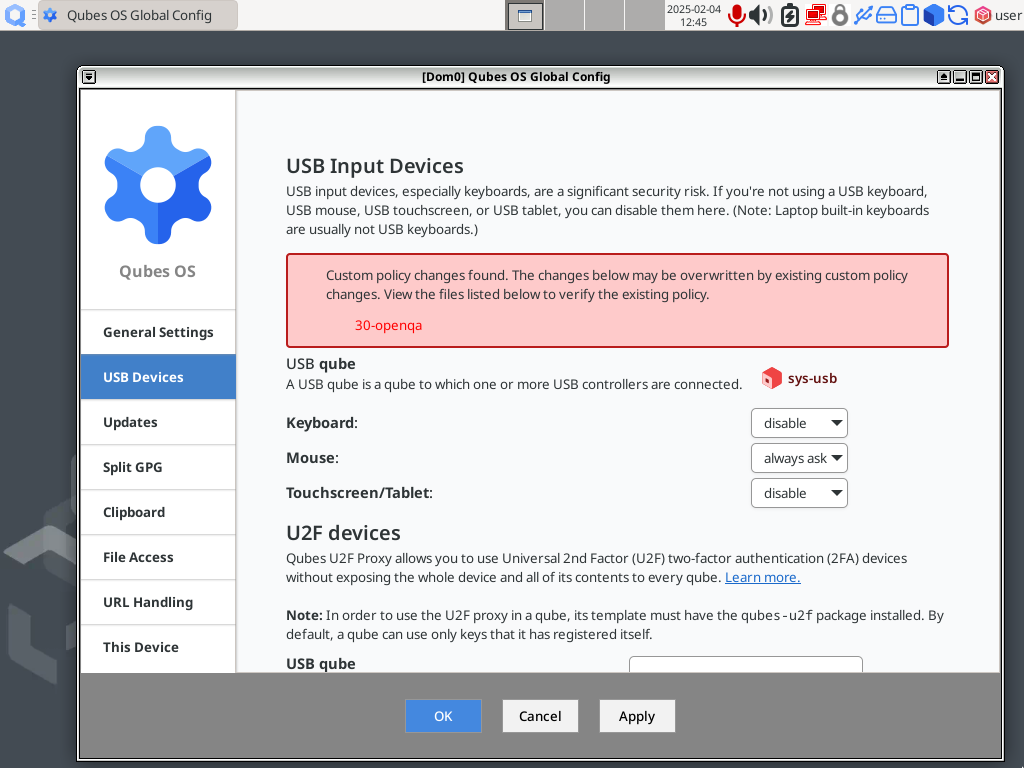 Qubes OS Global Config
2025-02-04
12:45
user
[Dom0] Qubes OS Global Config
Qubes OS
General Settings
USB Devices
Updates
Split GPG
Clipboard
File Access
URL Handling
This Device
USB Input Devices
USB input devices, especially keyboards, are a significant security risk. If you're not using a USB keyboard,
USB mouse, USB touchscreen, or USB tablet, you can disable them here. (Note: Laptop built-in keyboards
are usually not USB keyboards.)
Custom policy changes found. The changes below may be overwritten by existing custom policy
changes. View the files listed below to verify the existing policy.
30-openqa
USB qube
A USB qube is a qube to which one or more USB controllers are connected.
sys-usb
Keyboard:
disable
Mouse:
always ask
Touchscreen/Tablet:
disable
U2F devices
Qubes U2F Proxy allows you to use Universal 2nd Factor (U2F) two-factor authentication (2FA) devices
without exposing the whole device and all of its contents to every qube. Learn more.
Note: In order to use the U2F proxy in a qube, its template must have the qubes-u2f package installed. By
default, a qube can use only keys that it has registered itself.
USB qube
OK
Cancel
Apply